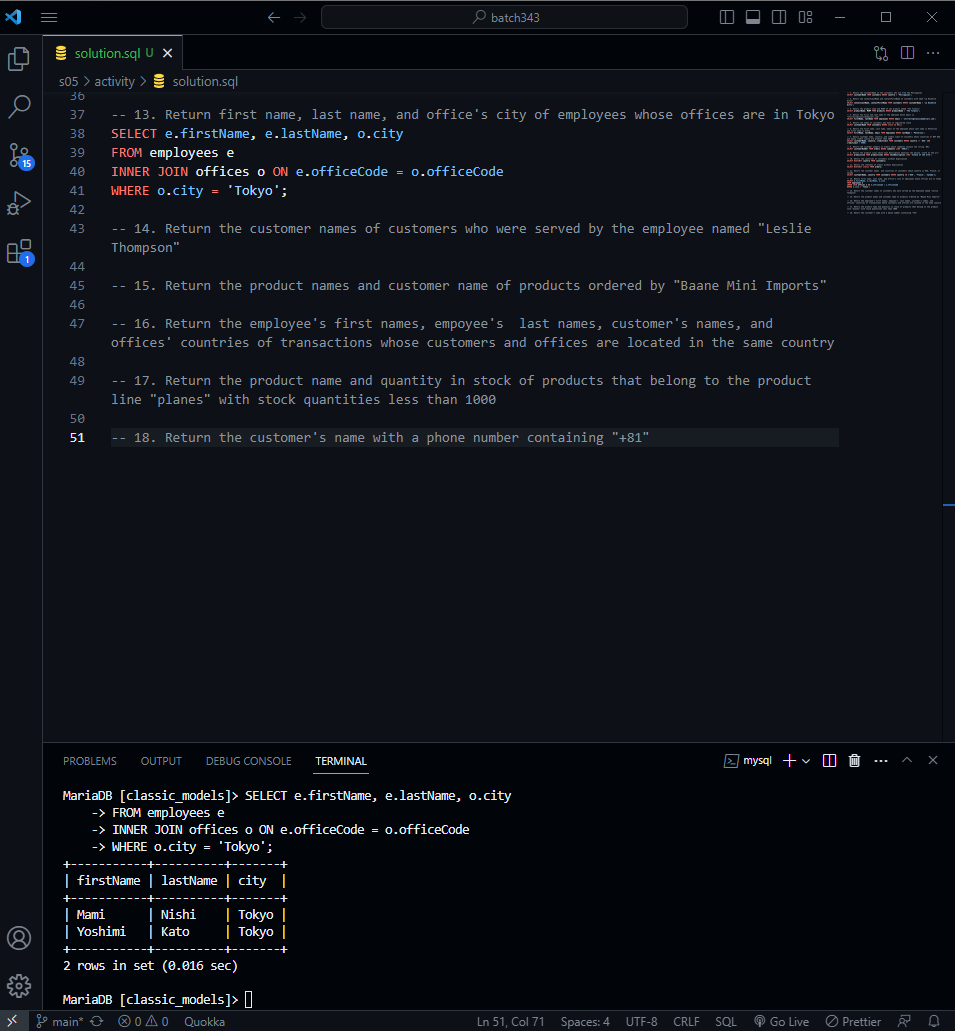 batch343
solution.sql U
s05 > activity > solution.sql
36
37 -- 13. Return first name, last name, and office's city of employees whose offices are in Tokyo
38 SELECT e.firstName, e.lastName, o.city
39 FROM employees e
40 INNER JOIN offices o ON e.officeCode = o.officeCode
41 WHERE o.city = 'Tokyo';
42
43 -- 14. Return the customer names of customers who were served by the employee named "Leslie
Thompson"
44
45 -- 15. Return the product names and customer name of products ordered by "Baane Mini Imports"
46
47 -- 16. Return the employee's first names, empoyee's  last names, customer's names, and
offices' countries of transactions whose customers and offices are located in the same country
48
49 -- 17. Return the product name and quantity in stock of products that belong to the product
line "planes" with stock quantities less than 1000
50
51 -- 18. Return the customer's name with a phone number containing "+81"
15
1
PROBLEMS OUTPUT DEBUG CONSOLE TERMINAL mysql
MariaDB [classic_models]> SELECT e.firstName, e.lastName, o.city
    -> FROM employees e
    -> INNER JOIN offices o ON e.officeCode = o.officeCode
    -> WHERE o.city = 'Tokyo';
+-----------+----------+-------+
| firstName | lastName | city  |
+-----------+----------+-------+
| Mami      | Nishi    | Tokyo |
| Yoshimi   | Kato     | Tokyo |
+-----------+----------+-------+
2 rows in set (0.016 sec)
MariaDB [classic_models]>
main* 0 0 Quokka Ln 51, Col 71 Spaces: 4 UTF-8 CRLF SQL Go Live Prettier